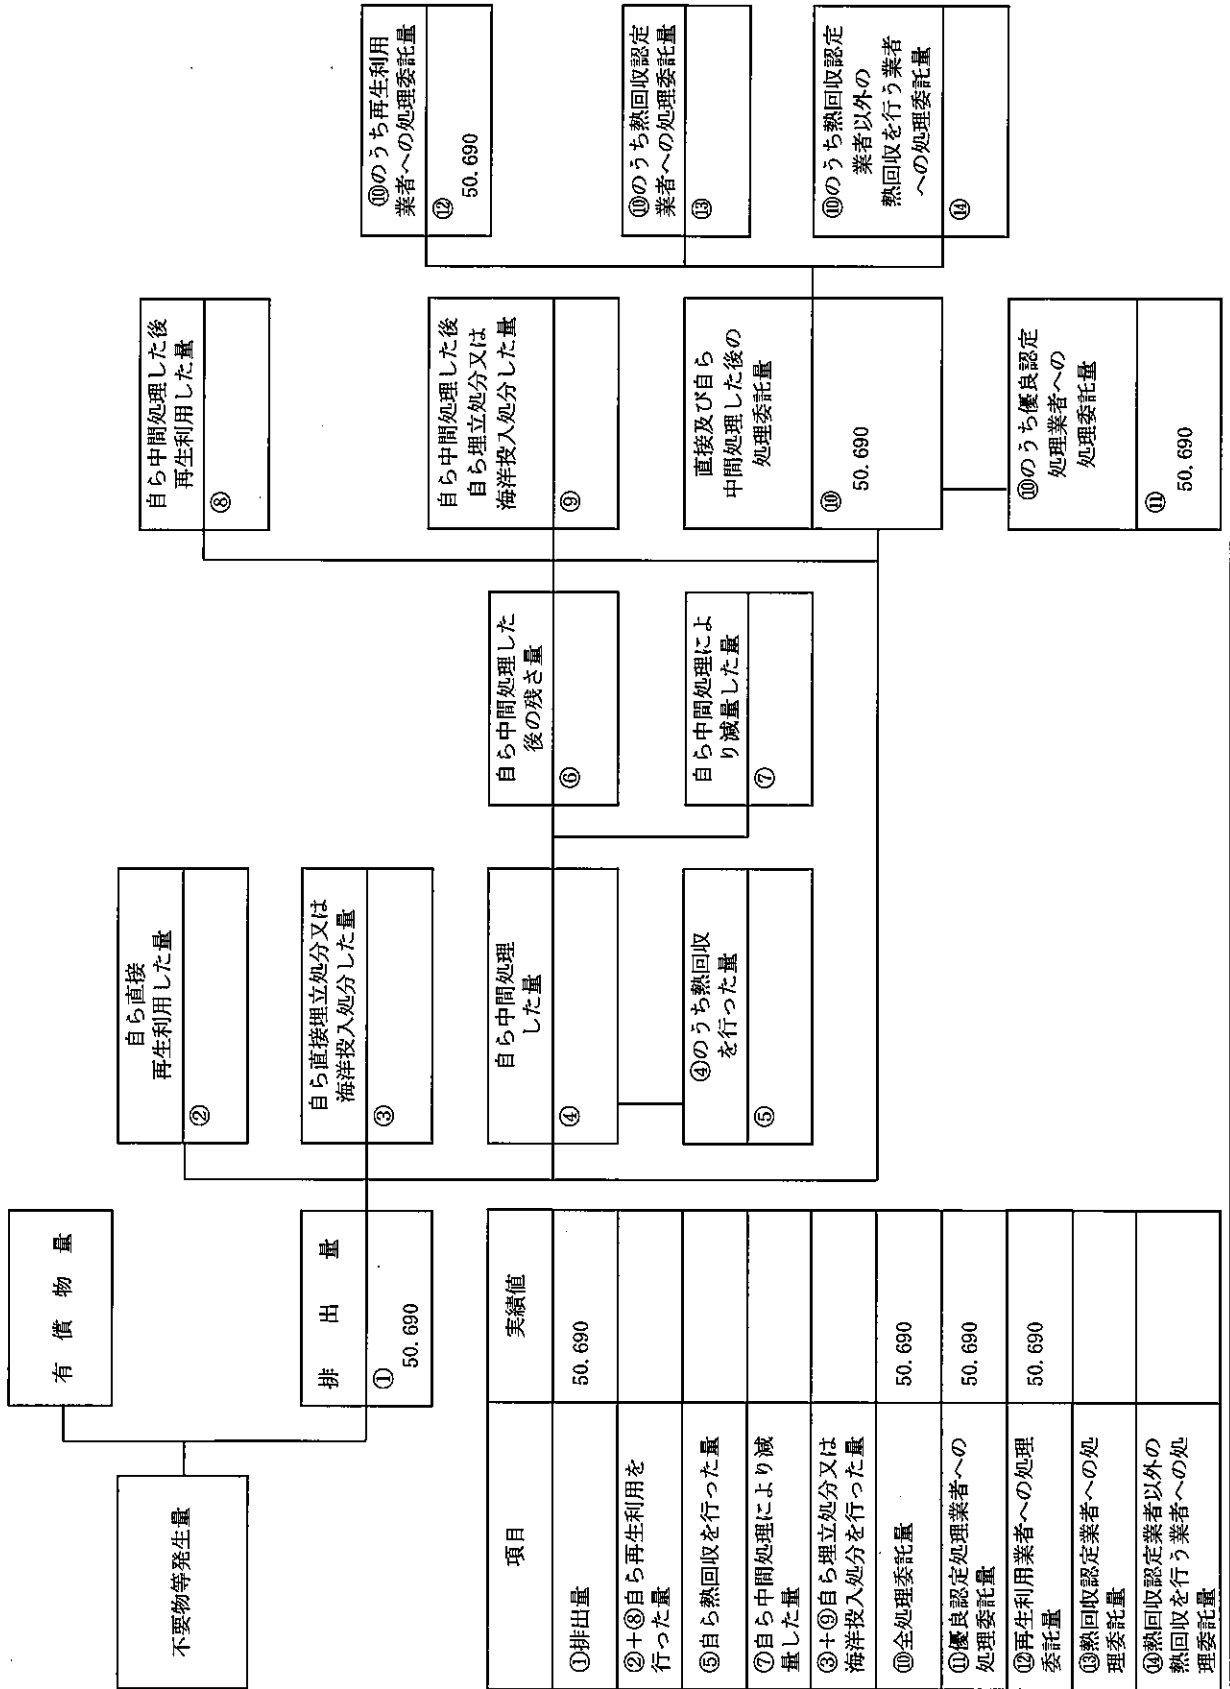 不要物等発生量
有 償 物 量
排 出 量
①
50.690
自ら直接
再生利用した量
②
自ら直接埋立処分又は
海洋投入処分した量
③
自ら中間処理
した量
④
④のうち熱回収
を行った量
⑤
自ら中間処理した
後の残さ量
⑥
自ら中間処理によ
り減量した量
⑦
自ら中間処理した後
再生利用した量
⑧
自ら中間処理した後
自ら埋立処分又は
海洋投入処分した量
⑨
直接及び自ら
中間処理した後の
処理委託量
⑩
50.690
⑩のうち優良認定
処理業者への
処理委託量
⑪
50.690
⑩のうち再生利用
業者への処理委託量
⑫
50.690
⑩のうち熱回収認定
業者への処理委託量
⑬
⑩のうち熱回収認定
業者以外の
熱回収を行う業者
への処理委託量
⑭
項目 実績値
①排出量 50.690
②+⑧自ら再生利用を
行った量
⑤自ら熱回収を行った量
⑦自ら中間処理により減
量した量
③+⑨自ら埋立処分又は
海洋投入処分を行った量
⑩全処理委託量 50.690
⑪優良認定処理業者への
処理委託量 50.690
⑫再生利用業者への処理
委託量 50.690
⑬熱回収認定業者への処
理委託量
⑭熱回収認定業者以外の
熱回収を行う業者への処
理委託量